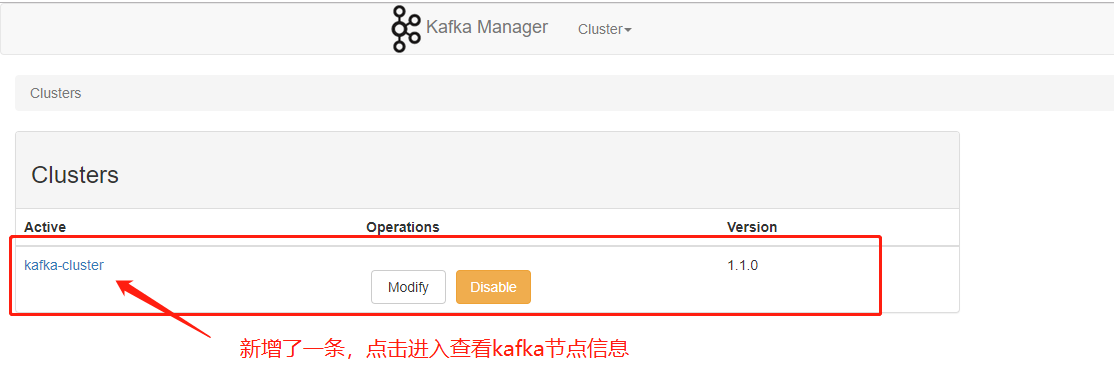 Kafka Manager Cluster
Clusters
Clusters
Active Operations Version
kafka-cluster Modify Disable 1.1.0
新增了一条，点击进入查看kafka节点信息